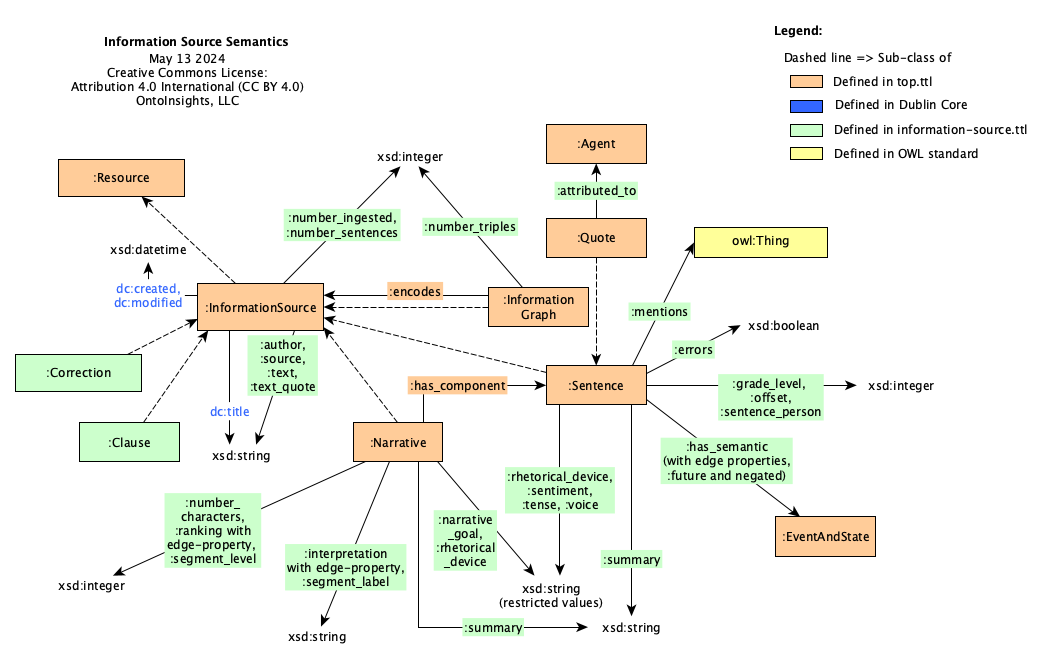 Information Source Semantics
May 13 2024
Creative Commons License:
Attribution 4.0 International (CC BY 4.0)
OntoInsights, LLC
Legend:
Dashed line => Sub-class of
Defined in top.ttl
Defined in Dublin Core
Defined in information-source.ttl
Defined in OWL standard
:Agent
xsd:integer
:Resource
:attributed_to
:number_ingested,
:number_sentences
:number_triples
:Quote
owl:Thing
xsd:datetime
dc:created,
dc:modified
:InformationSource
:encodes
:Information
Graph
:mentions
xsd:boolean
:errors
:author,
:source,
:text,
:text_quote
:Correction
:has_component
:Sentence
:grade_level,
:offset,
:sentence_person
xsd:integer
dc:title
:Clause
xsd:string
:Narrative
:has_semantic
(with edge properties,
:future and negated)
:rhetorical_device,
:sentiment,
:tense, :voice
:number_
characters,
:ranking with
edge-property,
:segment_level
:narrative
_goal,
:rhetorical
_device
:EventAndState
:interpretation
with edge-property,
:segment_label
:summary
xsd:integer
xsd:string
(restricted values)
xsd:string
:summary
xsd:string